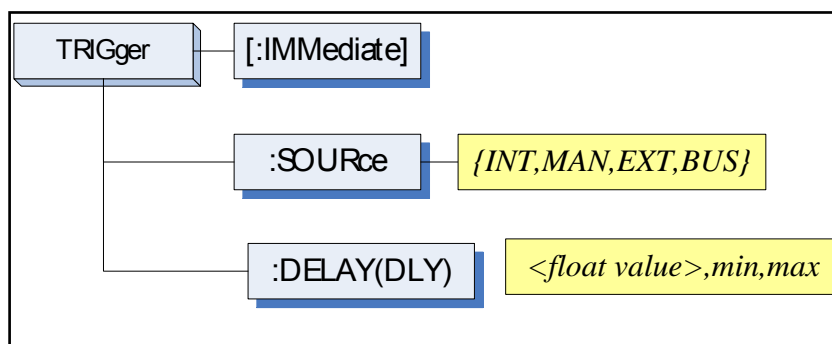 TRIGger [:IMMediate]
:SOURce {INT,MAN,EXT,BUS}
:DELAY(DLY) <float value>,min,max